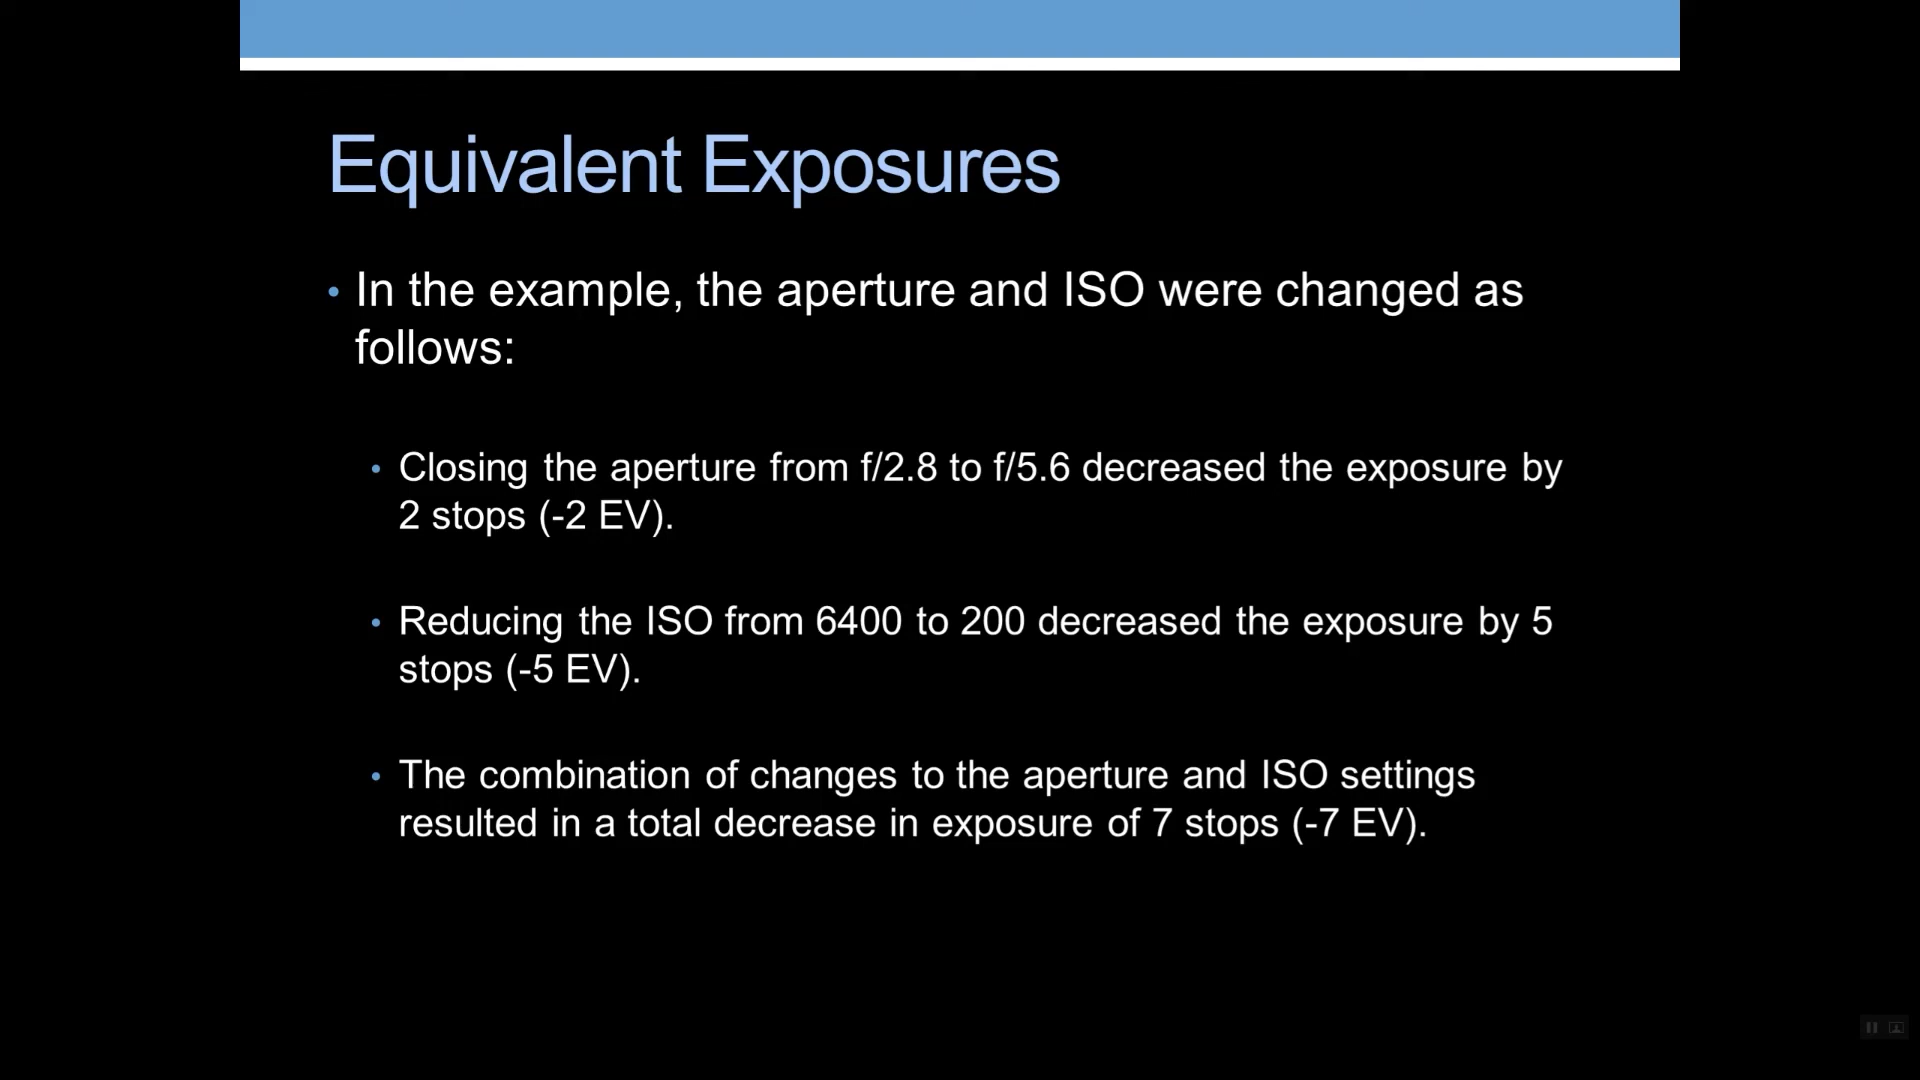 Equivalent Exposures
• In the example, the aperture and ISO were changed as
follows:
• Closing the aperture from f/2.8 to f/5.6 decreased the exposure by
2 stops (-2 EV).
• Reducing the ISO from 6400 to 200 decreased the exposure by 5
stops (-5 EV).
• The combination of changes to the aperture and ISO settings
resulted in a total decrease in exposure of 7 stops (-7 EV).